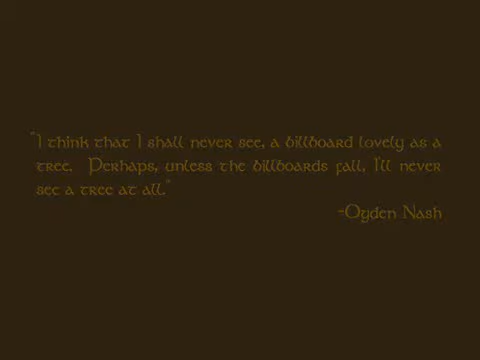 "I think that I shall never see, a billboard lovely as a
tree. Perhaps, unless the billboards fall, I'll never
see a tree at all."
-Ogden Nash